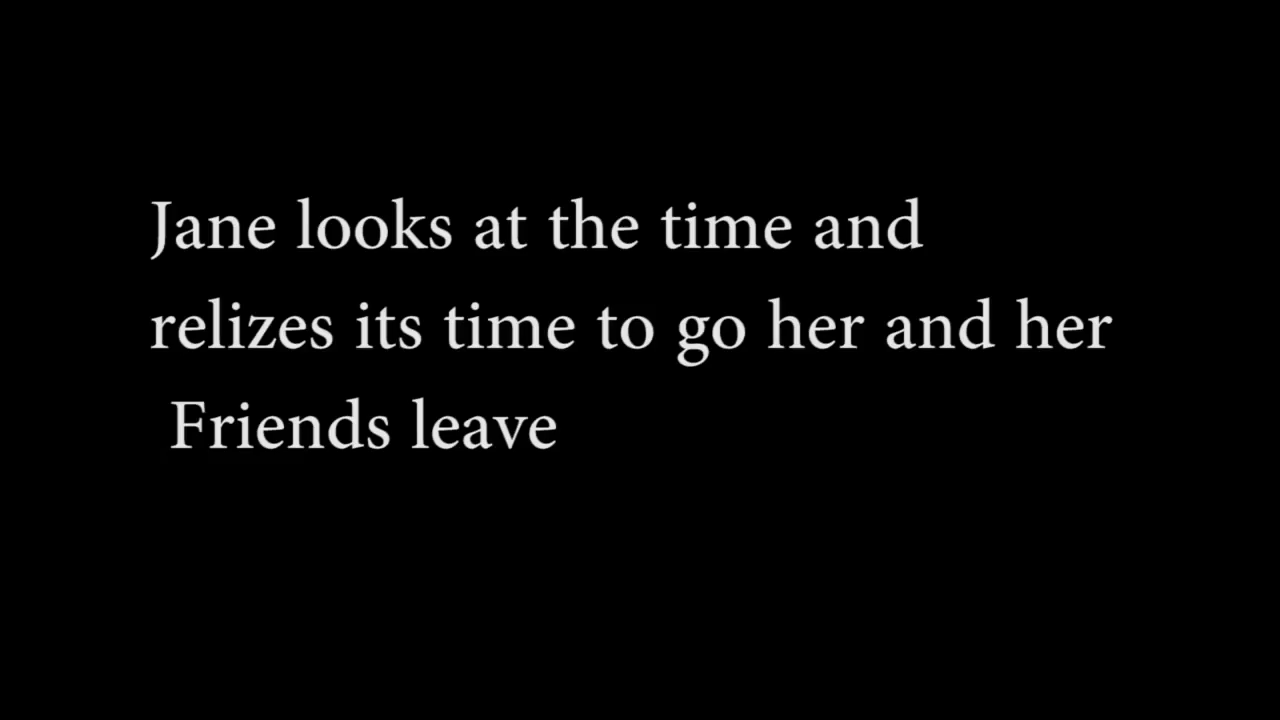 Jane looks at the time and
relizes its time to go her and her
Friends leave